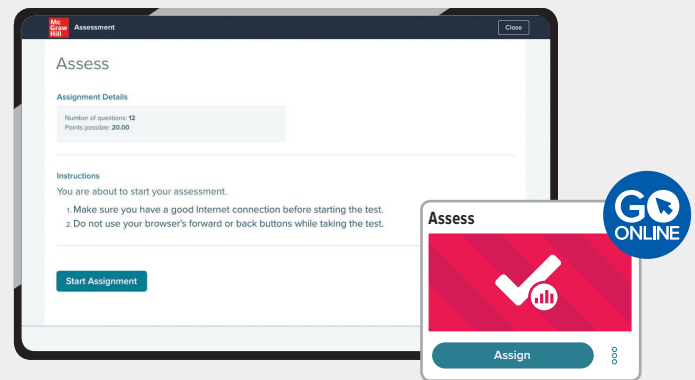 Mc
Graw
Hill
Assessment
Close
Assess
Assignment Details
Number of questions: 12
Points possible: 20.00
Instructions
You are about to start your assessment.
1. Make sure you have a good Internet connection before starting the test.
2. Do not use your browser's forward or back buttons while taking the test.
Start Assignment
Assess
Assign
GO
ONLINE